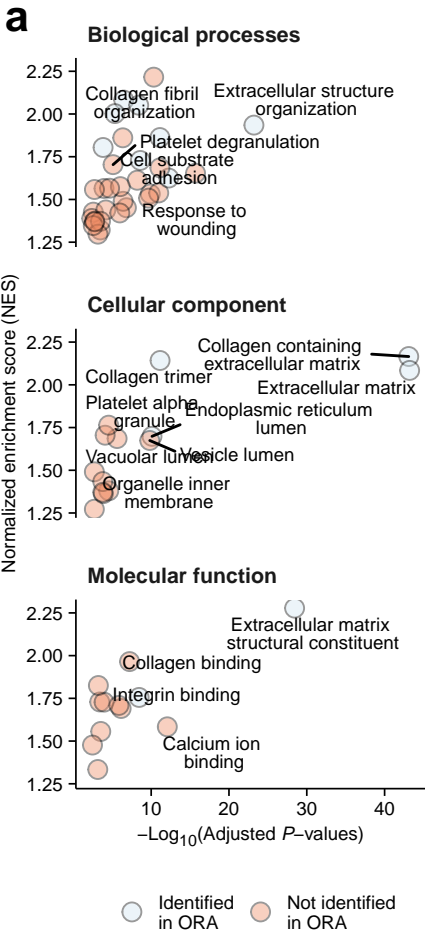 a
Biological processes
2.25
2.00
1.75
1.50
1.25
Collagen fibril
organization
Extracellular structure
organization
Platelet degranulation
Cell substrate
adhesion
Response to
wounding
Normalized enrichment score (NES)
Cellular component
2.25
2.00
1.75
1.50
1.25
Collagen containing
extracellular matrix
Collagen trimer
Extracellular matrix
Platelet alpha
granule
Endoplasmic reticulum
lumen
Vacuolar lumen
Vesicle lumen
Organelle inner
membrane
Molecular function
2.25
2.00
1.75
1.50
1.25
Extracellular matrix
structural constituent
Collagen binding
Integrin binding
Calcium ion
binding
10 20 30 40
−Log10(Adjusted P−values)
Identified
in ORA
Not identified
in ORA